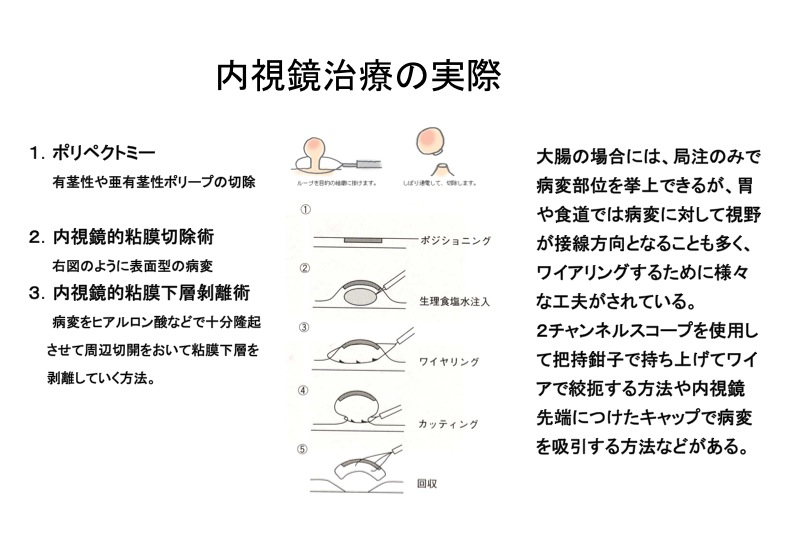 内視鏡治療の実際
1．ポリペクトミー
有茎性や亜有茎性ポリープの切除
2．内視鏡的粘膜切除術
右図のように表面型の病変
3．内視鏡的粘膜下層剥離術
病変をヒアルロン酸などで十分隆起
させて周辺切開をおいて粘膜下層を
剥離していく方法。
ループを目的の組織に掛けます。
しばり通電して、切除します。
①
ポジショニング
②
生理食塩水注入
③
ワイヤリング
④
カッティング
⑤
回収
大腸の場合には、局注のみで
病変部位を挙上できるが、胃
や食道では病変に対して視野
が接線方向となることも多く、
ワイアリングするために様々
な工夫がされている。
２チャンネルスコープを使用し
て把持鉗子で持ち上げてワイ
アで絞扼する方法や内視鏡
先端につけたキャップで病変
を吸引する方法などがある。